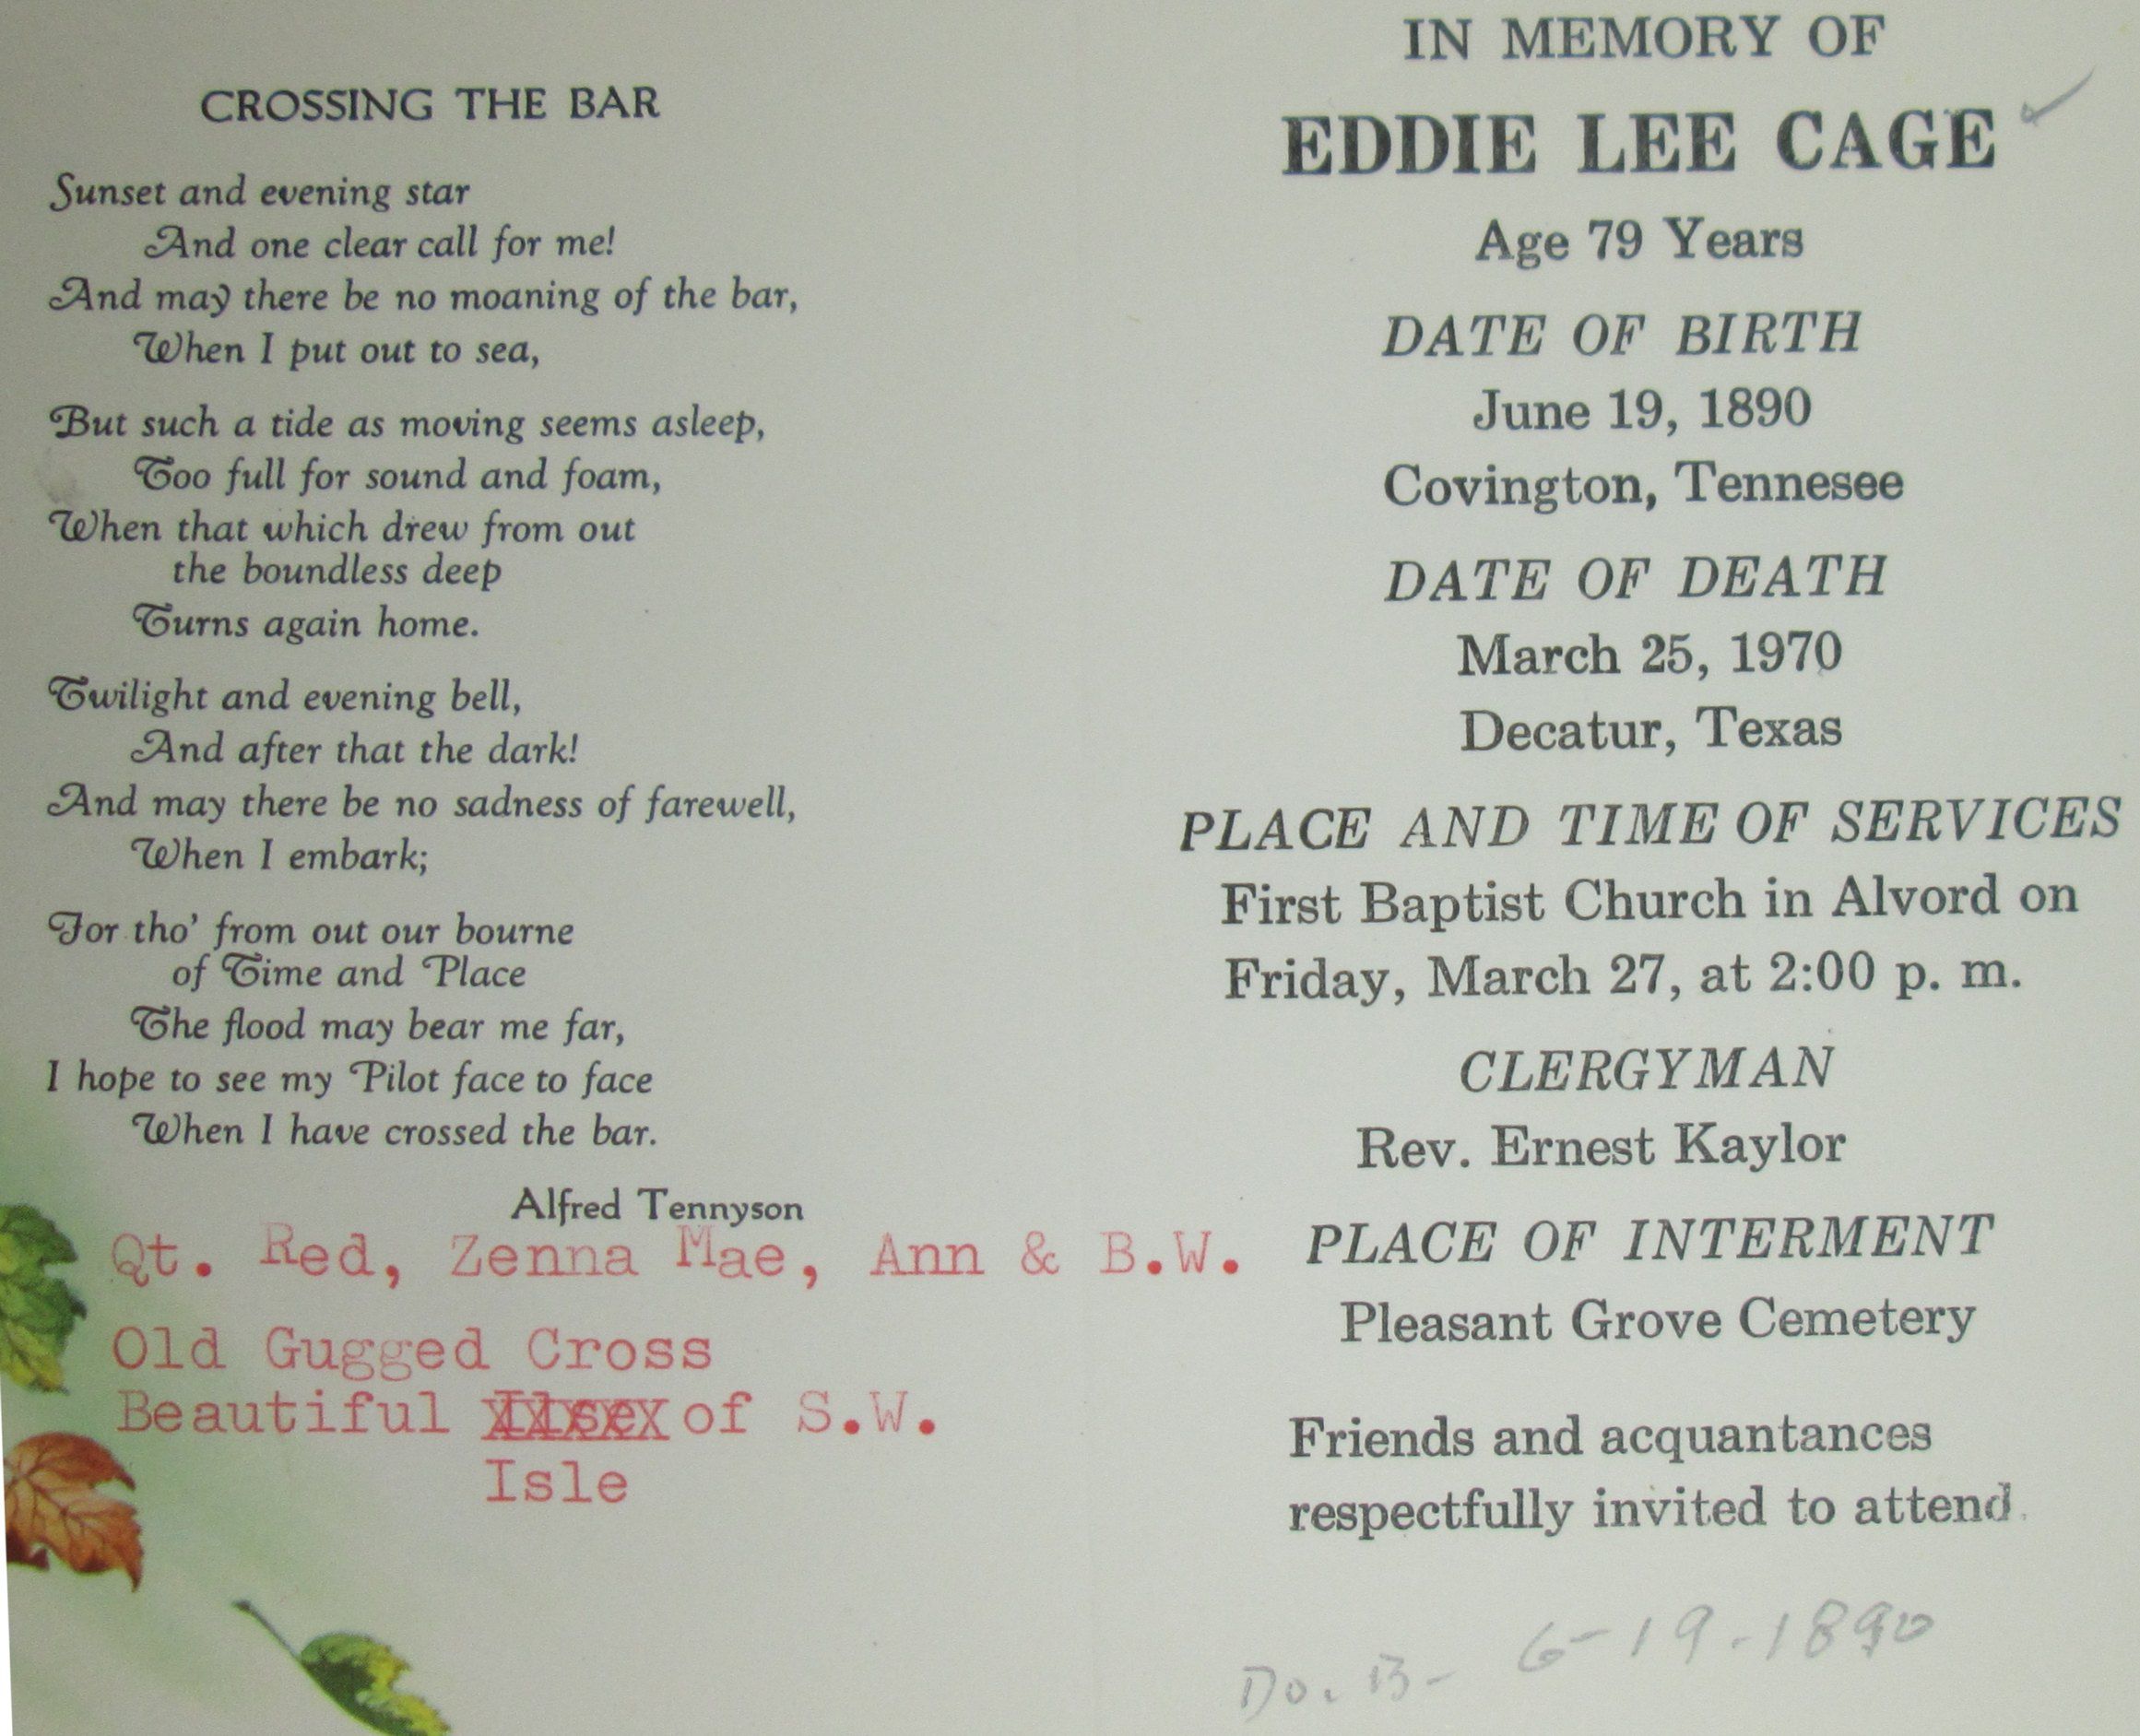 CROSSING THE BAR
Sunset and evening star
And one clear call for me!
And may there be no moaning of the bar,
When I put out to sea,
But such a tide as moving seems asleep,
Too full for sound and foam,
When that which drew from out
the boundless deep
Turns again home.
Twilight and evening bell,
And after that the dark!
And may there be no sadness of farewell,
When I embark;
For tho' from out our bourne
of Time and Place
The flood may bear me far,
I hope to see my Pilot face to face
When I have crossed the bar.
Alfred Tennyson
Qt. Red, Zenna Mae, Ann & B.W.
Old Gugged Cross
Beautiful of S.W.
Isle
IN MEMORY OF
EDDIE LEE CAGE
Age 79 Years
DATE OF BIRTH
June 19, 1890
Covington, Tennesee
DATE OF DEATH
March 25, 1970
Decatur, Texas
PLACE AND TIME OF SERVICES
First Baptist Church in Alvord on
Friday, March 27, at 2:00 p. m.
CLERGYMAN
Rev. Ernest Kaylor
PLACE OF INTERMENT
Pleasant Grove Cemetery
Friends and acquantances
respectfully invited to attend.
Do. B- 6-19-1890